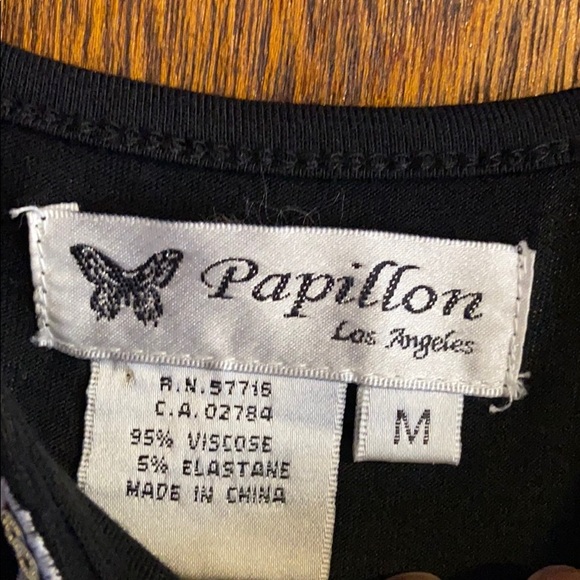 Papillon
Los Angeles
R.N.57716
C.A.02784
95% VISCOSE
5% ELASTANE
MADE IN CHINA
M